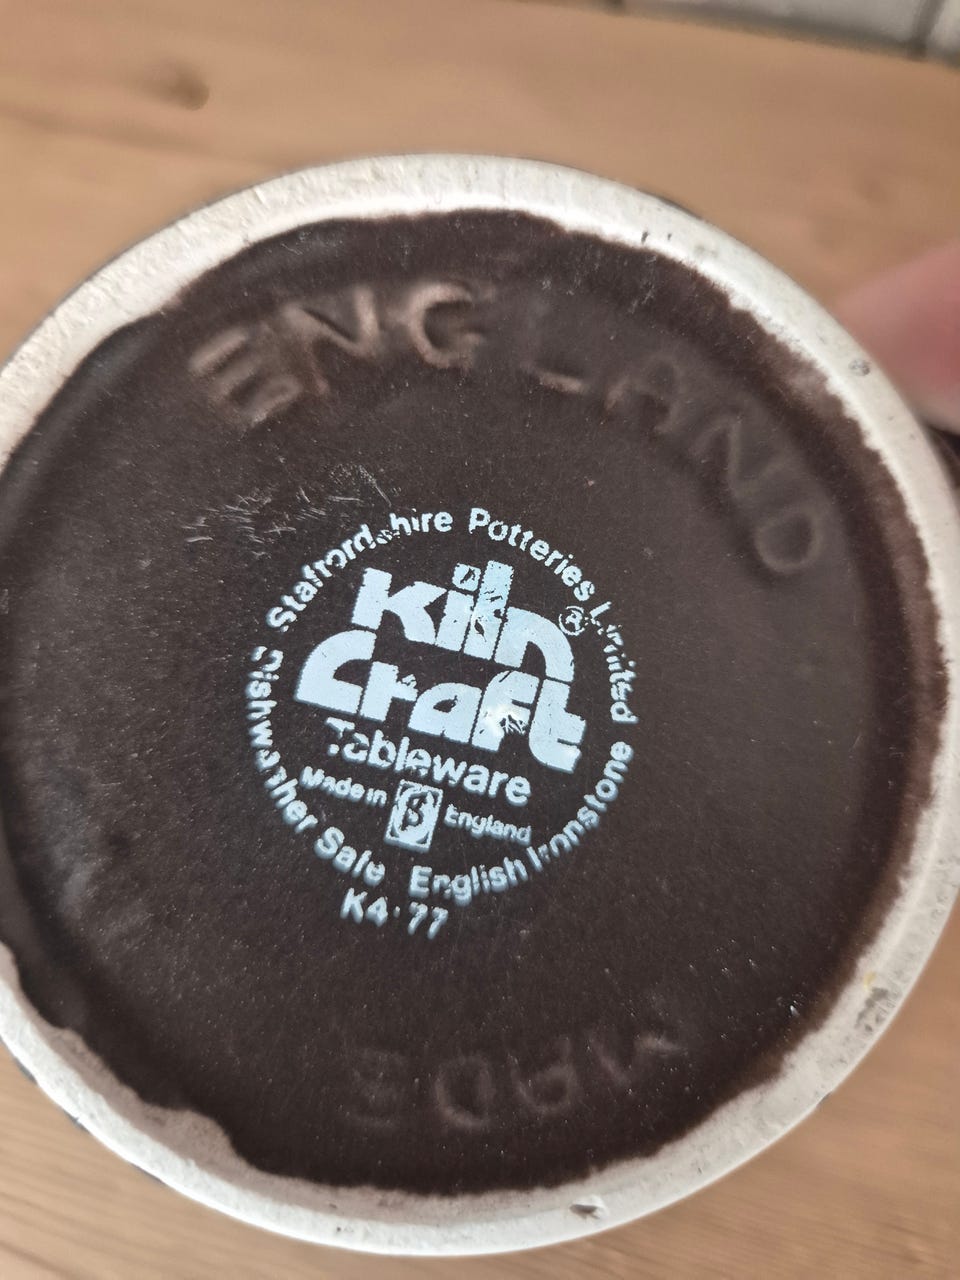 ENGLAND
Staffordshire Potteries Limited
Kiln
Craft®
Tableware
Made in England
Dishwasher Safe English Ironstone
K4·77
MADE